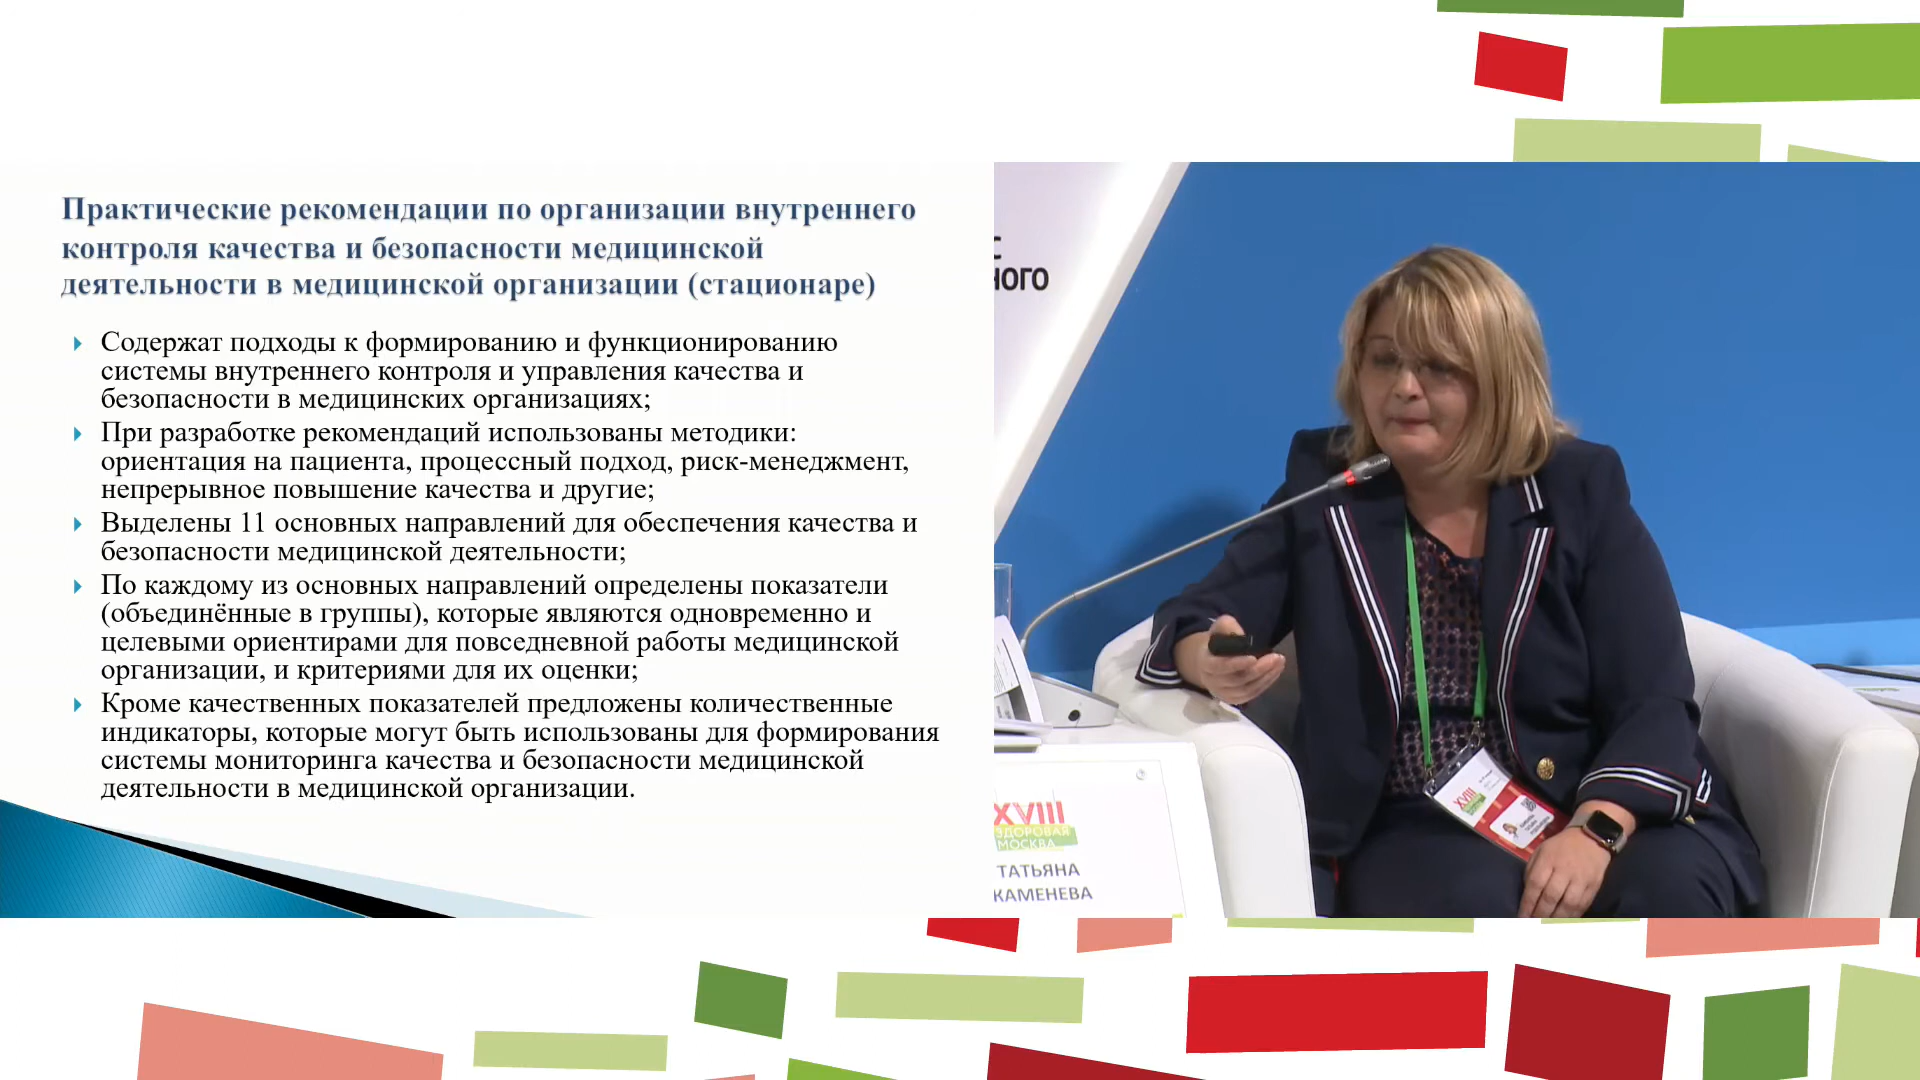 Практические рекомендации по организации внутреннего
контроля качества и безопасности медицинской
деятельности в медицинской организации (стационаре)
Содержат подходы к формированию и функционированию
системы внутреннего контроля и управления качества и
безопасности в медицинских организациях;
При разработке рекомендаций использованы методики:
ориентация на пациента, процессный подход, риск-менеджмент,
непрерывное повышение качества и другие;
Выделены 11 основных направлений для обеспечения качества и
безопасности медицинской деятельности;
По каждому из основных направлений определены показатели
(объединённые в группы), которые являются одновременно и
целевыми ориентирами для повседневной работы медицинской
организации, и критериями для их оценки;
Кроме качественных показателей предложены количественные
индикаторы, которые могут быть использованы для формирования
системы мониторинга качества и безопасности медицинской
деятельности в медицинской организации.
XVIII
ЗДОРОВАЯ
МОСКВА
ТАТЬЯНА
КАМЕНЕВА
XVIII